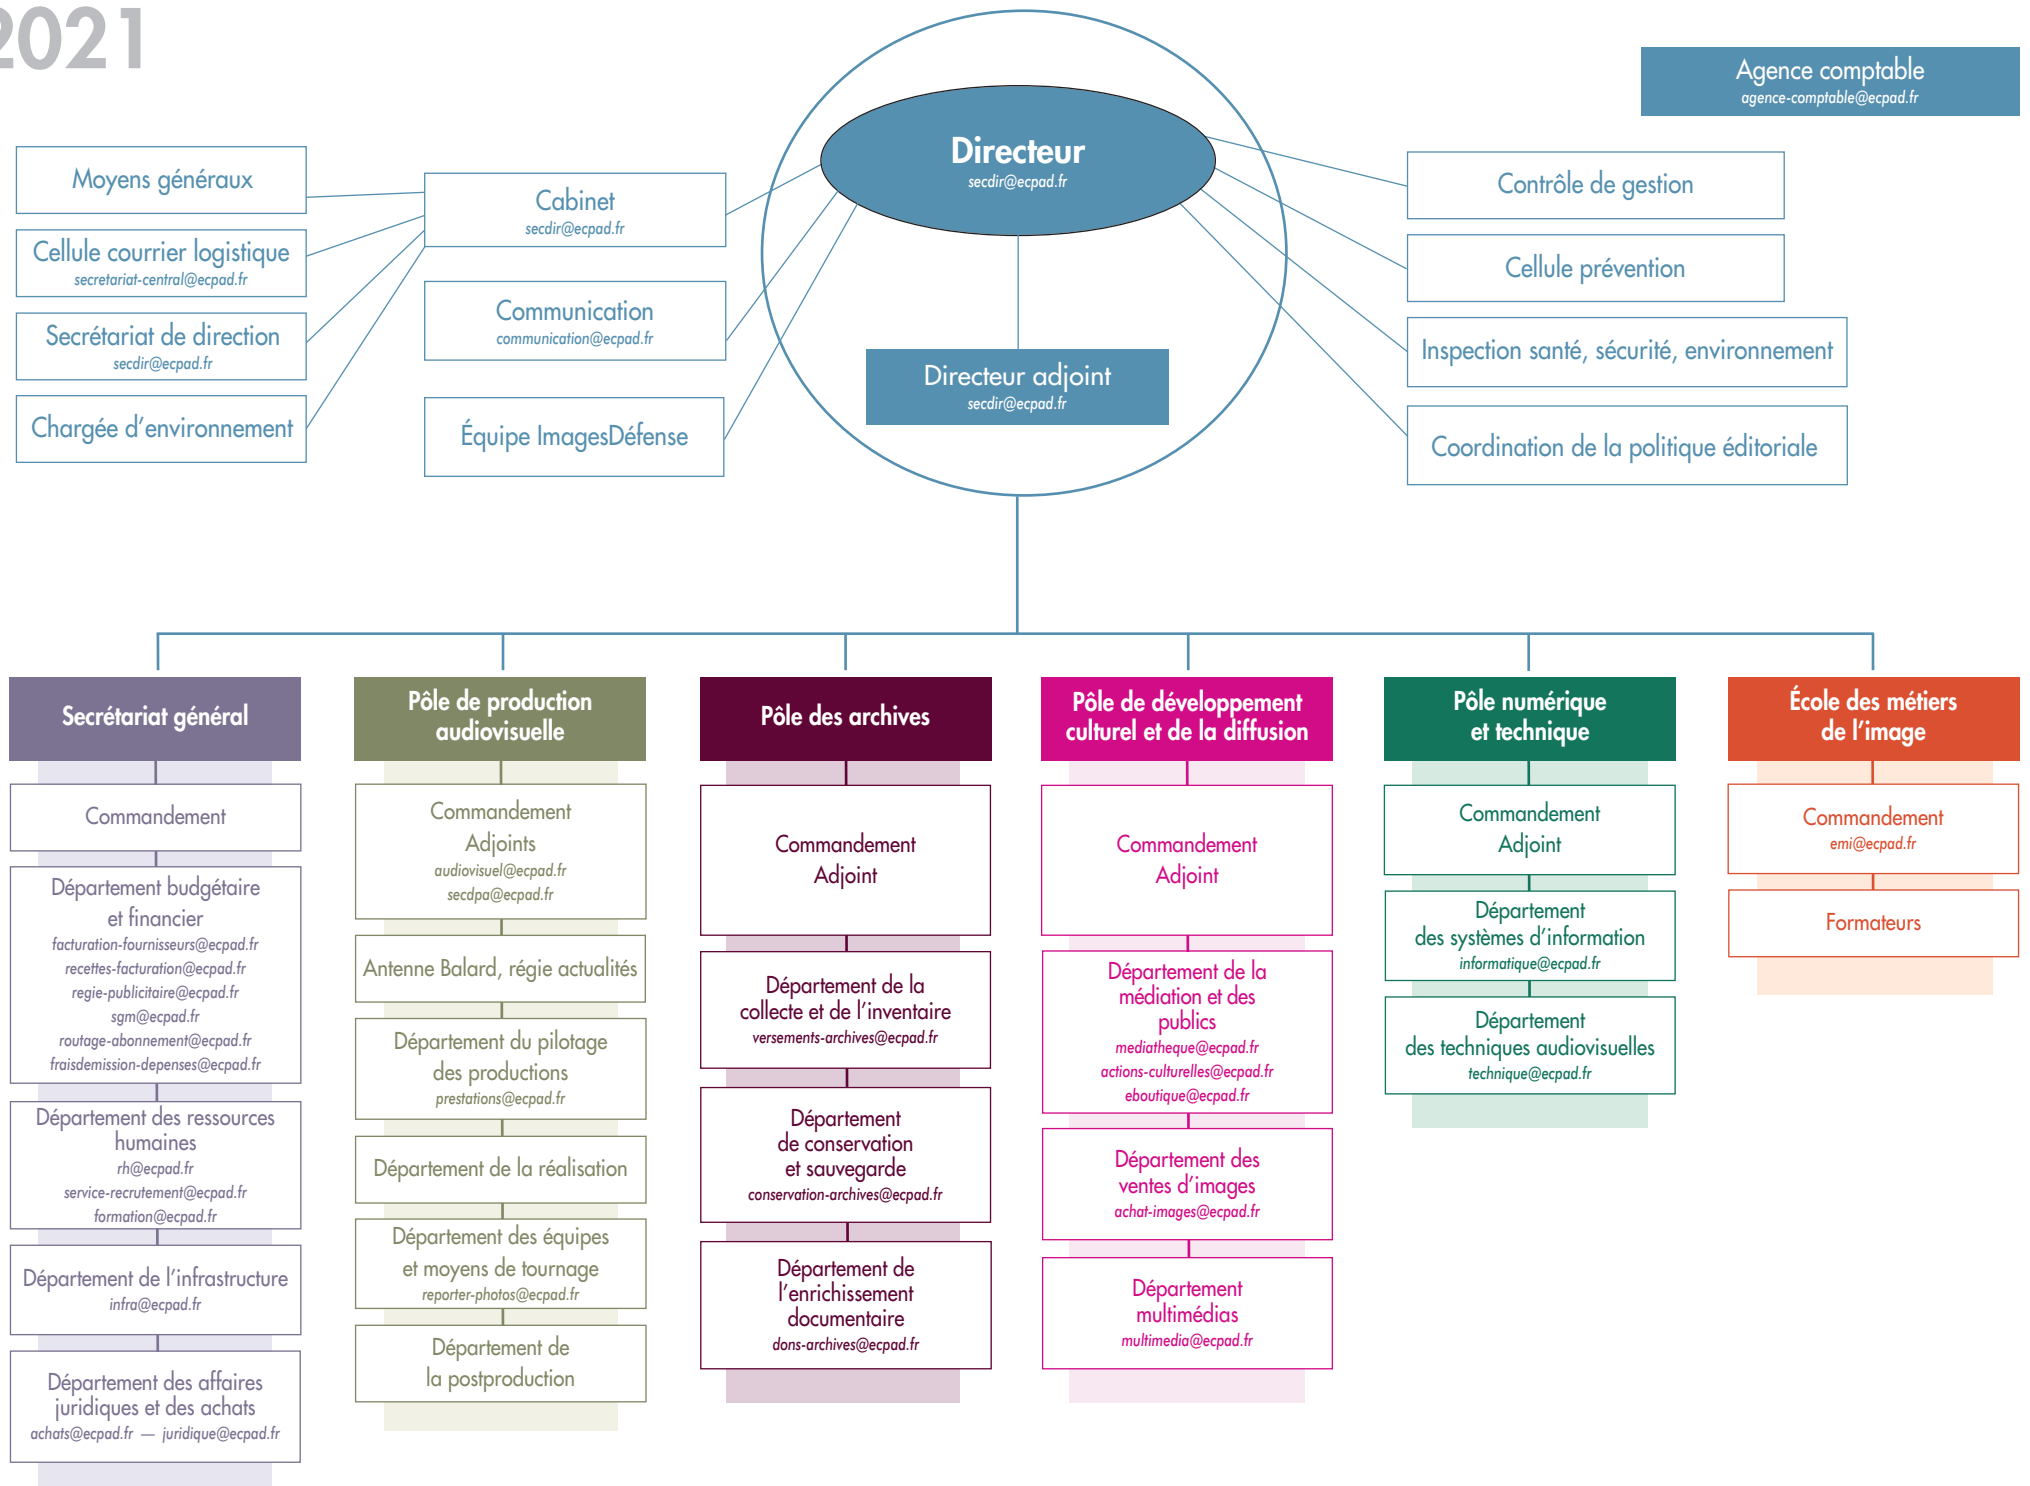 2021
Agence comptable
agence-comptable@ecpad.fr
Directeur
secdir@ecpad.fr
Directeur adjoint
secdir@ecpad.fr
Moyens généraux
Cellule courrier logistique
secretariat-central@ecpad.fr
Secrétariat de direction
secdir@ecpad.fr
Chargée d’environnement
Cabinet
secdir@ecpad.fr
Communication
communication@ecpad.fr
Équipe ImagesDéfense
Contrôle de gestion
Cellule prévention
Inspection santé, sécurité, environnement
Coordination de la politique éditoriale
Secrétariat général
Commandement
Département budgétaire
et financier
facturation-fournisseurs@ecpad.fr
recettes-facturation@ecpad.fr
regie-publicitaire@ecpad.fr
sgm@ecpad.fr
routage-abonnement@ecpad.fr
fraisdemission-depenses@ecpad.fr
Département des ressources
humaines
rh@ecpad.fr
service-recrutement@ecpad.fr
formation@ecpad.fr
Département de l’infrastructure
infra@ecpad.fr
Département des affaires
juridiques et des achats
achats@ecpad.fr — juridique@ecpad.fr
Pôle de production
audiovisuelle
Commandement
Adjoints
audiovisuel@ecpad.fr
secdpa@ecpad.fr
Antenne Balard, régie actualités
Département du pilotage
des productions
prestations@ecpad.fr
Département de la réalisation
Département des équipes
et moyens de tournage
reporter-photos@ecpad.fr
Département de
la postproduction
Pôle des archives
Commandement
Adjoint
Département de la
collecte et de l’inventaire
versements-archives@ecpad.fr
Département
de conservation
et sauvegarde
conservation-archives@ecpad.fr
Département de
l’enrichissement
documentaire
dons-archives@ecpad.fr
Pôle de développement
culturel et de la diffusion
Commandement
Adjoint
Département de la
médiation et des
publics
mediatheque@ecpad.fr
actions-culturelles@ecpad.fr
eboutique@ecpad.fr
Département des
ventes d’images
achat-images@ecpad.fr
Département
multimédias
multimedia@ecpad.fr
Pôle numérique
et technique
Commandement
Adjoint
Département
des systèmes d’information
informatique@ecpad.fr
Département
des techniques audiovisuelles
technique@ecpad.fr
École des métiers
de l’image
Commandement
emi@ecpad.fr
Formateurs